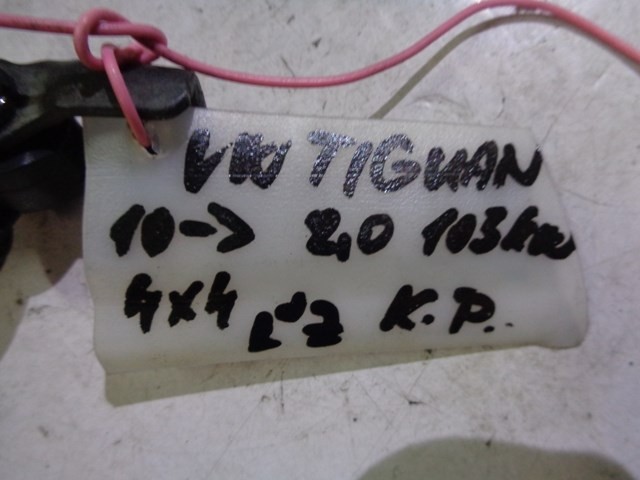 VW TIGUAN
10-> 2,0 103kw
4x4 K.P.